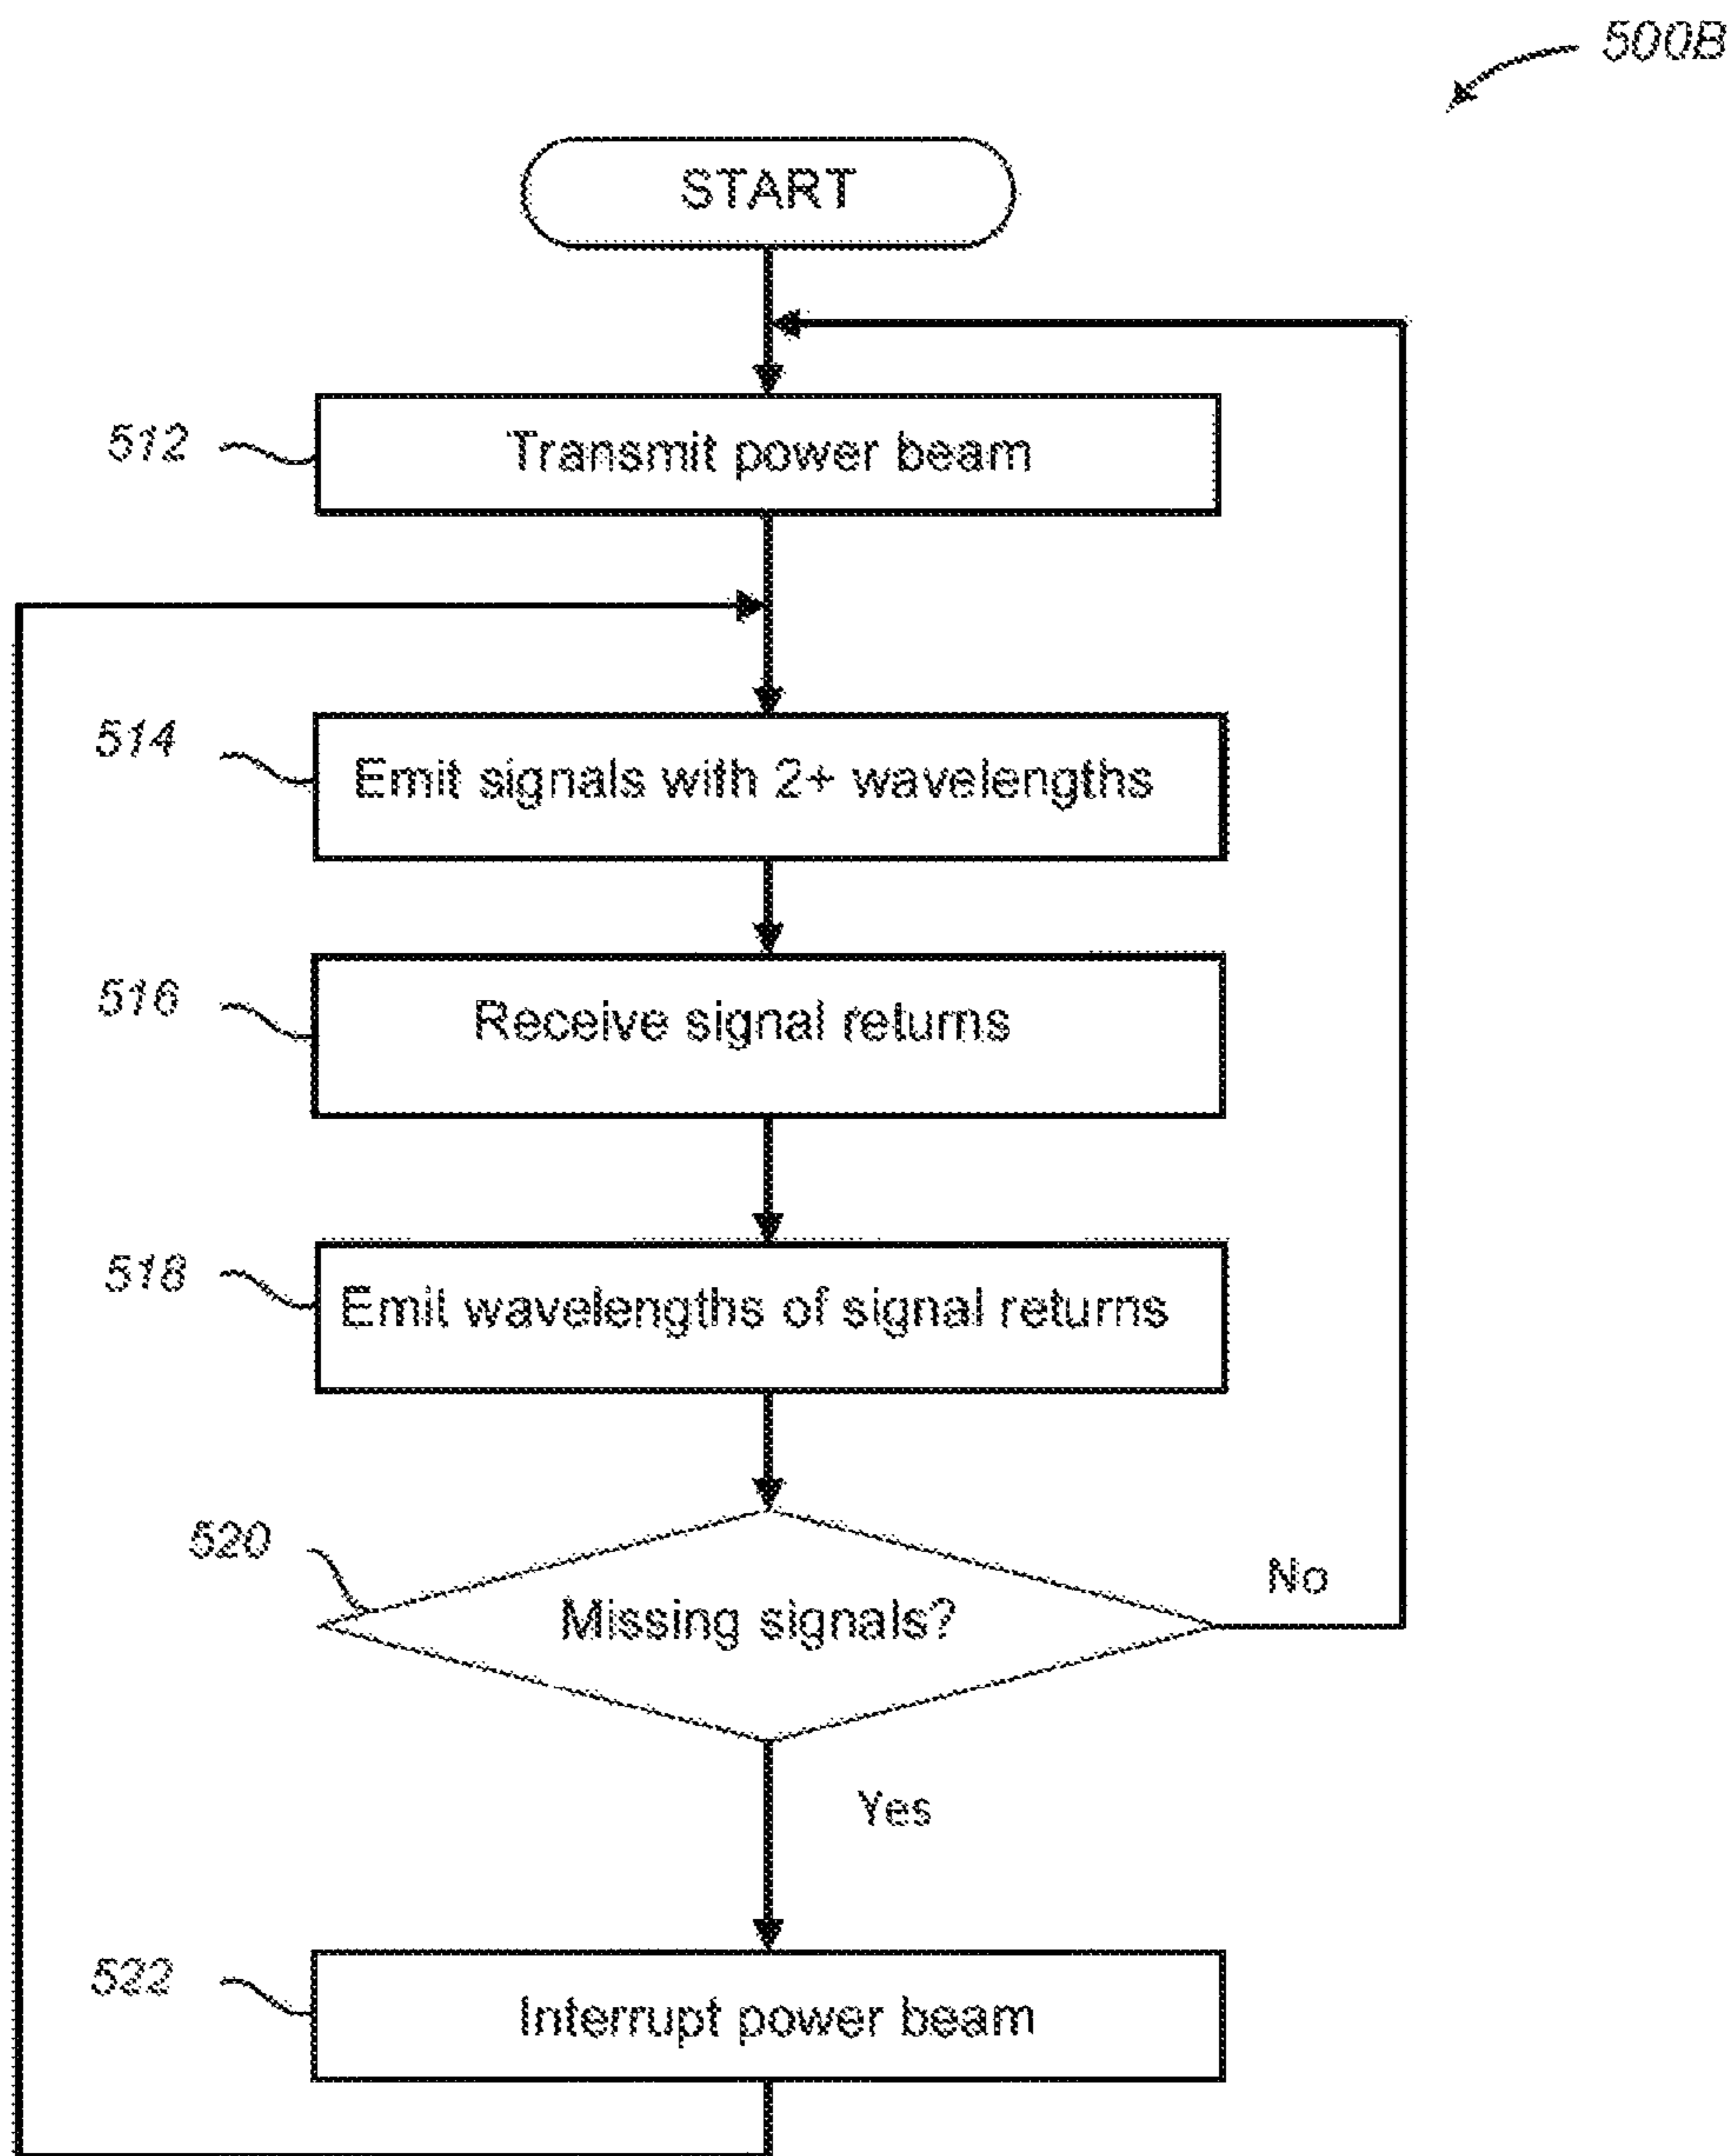 500B
START
512
Transmit power beam
514
Emit signals with 2+ wavelengths
516
Receive signal returns
518
Emit wavelengths of signal returns
520
Missing signals?
No
Yes
522
Interrupt power beam